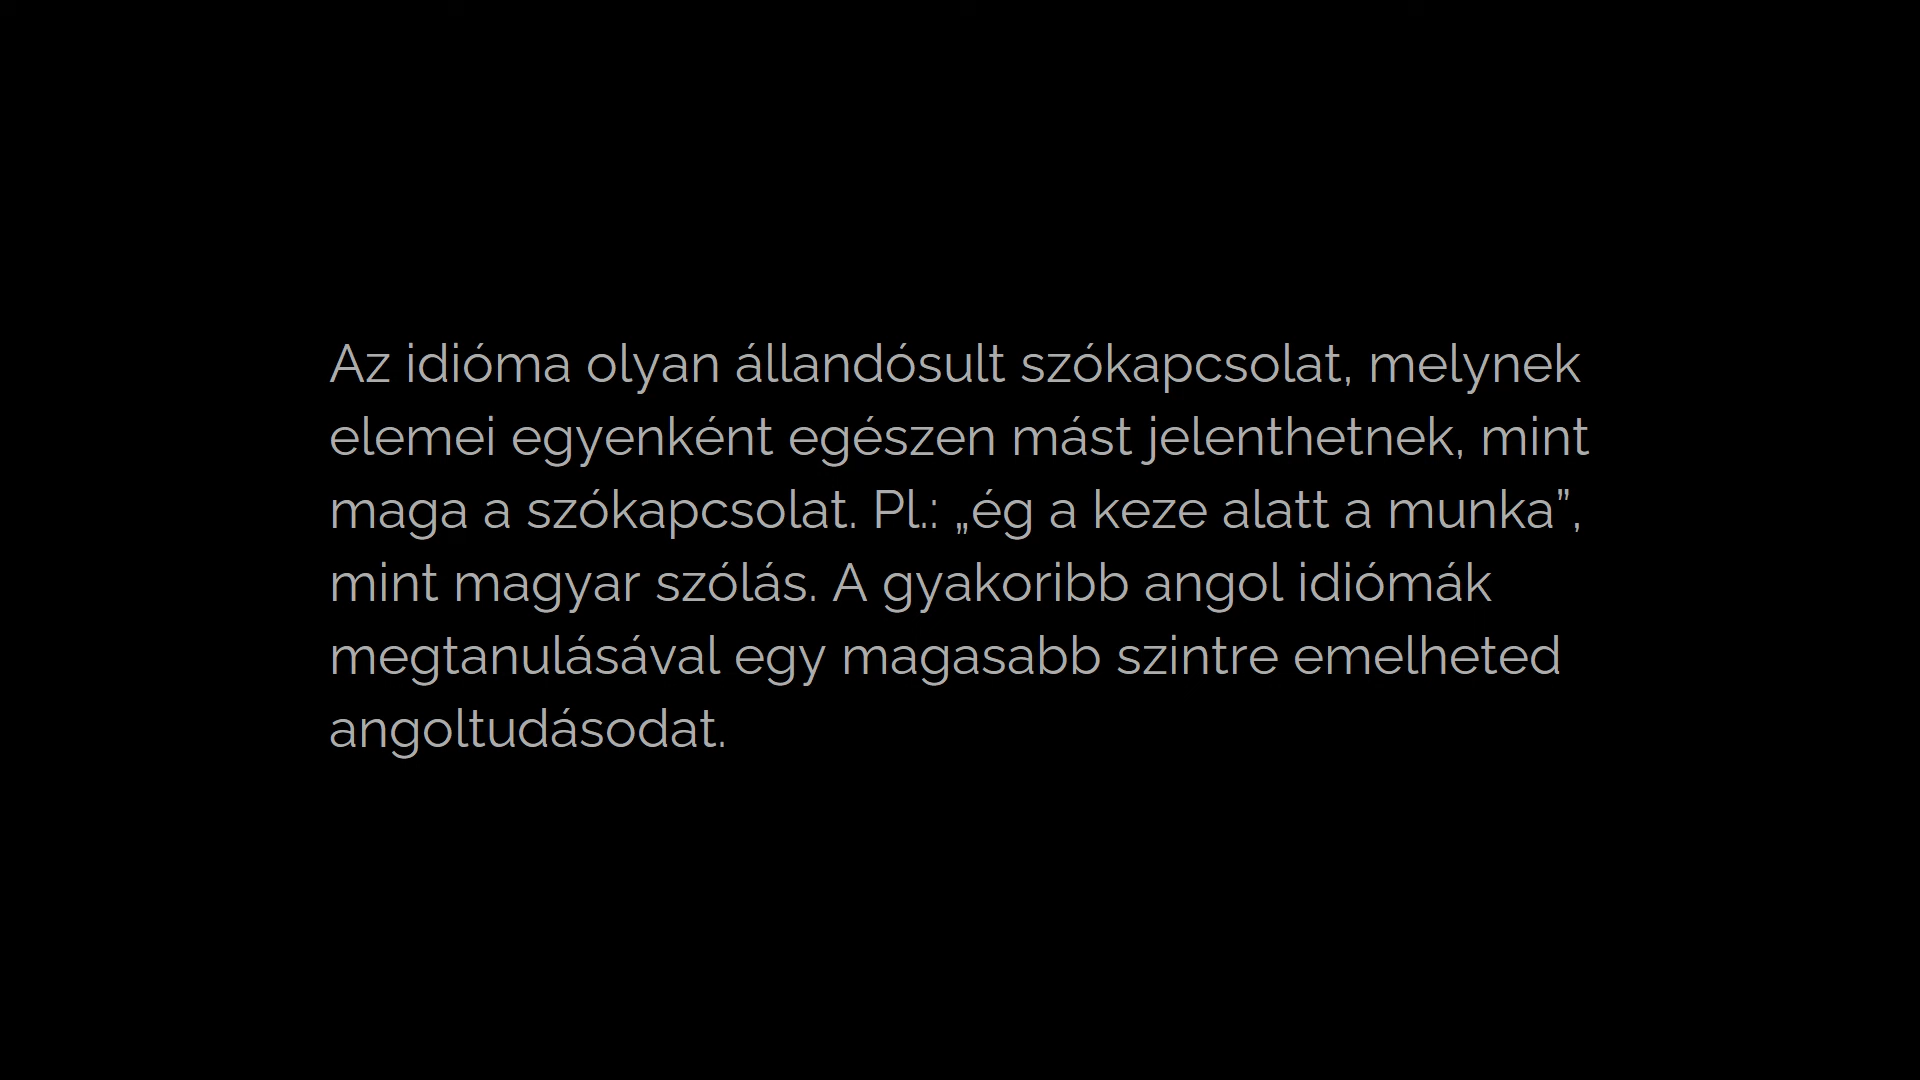 Az idióma olyan állandósult szókapcsolat, melynek
elemei egyenként egészen mást jelenthetnek, mint
maga a szókapcsolat. Pl.: „ég a keze alatt a munka”,
mint magyar szólás. A gyakoribb angol idiómák
megtanulásával egy magasabb szintre emelheted
angoltudásodat.